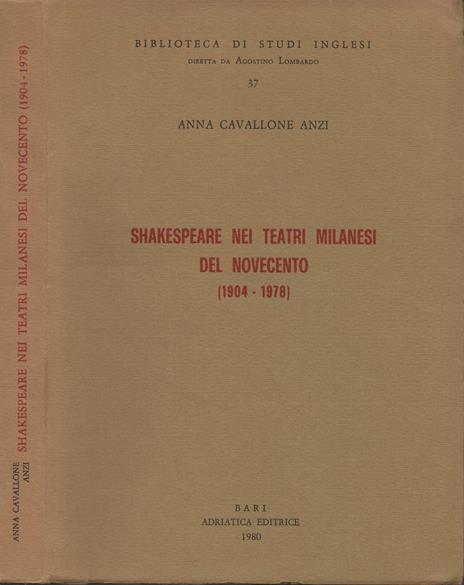 ANNA CAVALLONE
ANZI
SHAKESPEARE NEI TEATRI MILANESI DEL NOVECENTO (1904-1978)
BIBLIOTECA DI STUDI INGLESI
DIRETTA DA AGOSTINO LOMBARDO
37
ANNA CAVALLONE ANZI
SHAKESPEARE NEI TEATRI MILANESI
DEL NOVECENTO
(1904 - 1978)
BARI
ADRIATICA EDITRICE
1980